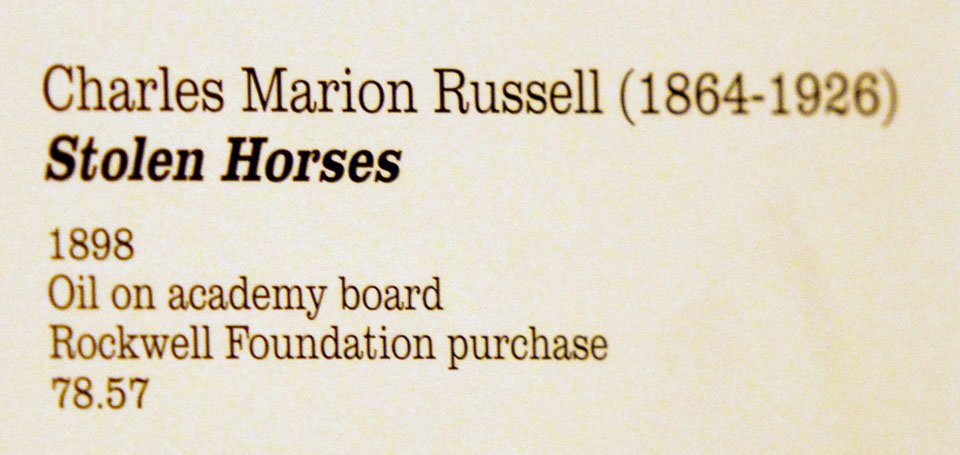 Charles Marion Russell (1864-1926)
Stolen Horses
1898
Oil on academy board
Rockwell Foundation purchase
78.57